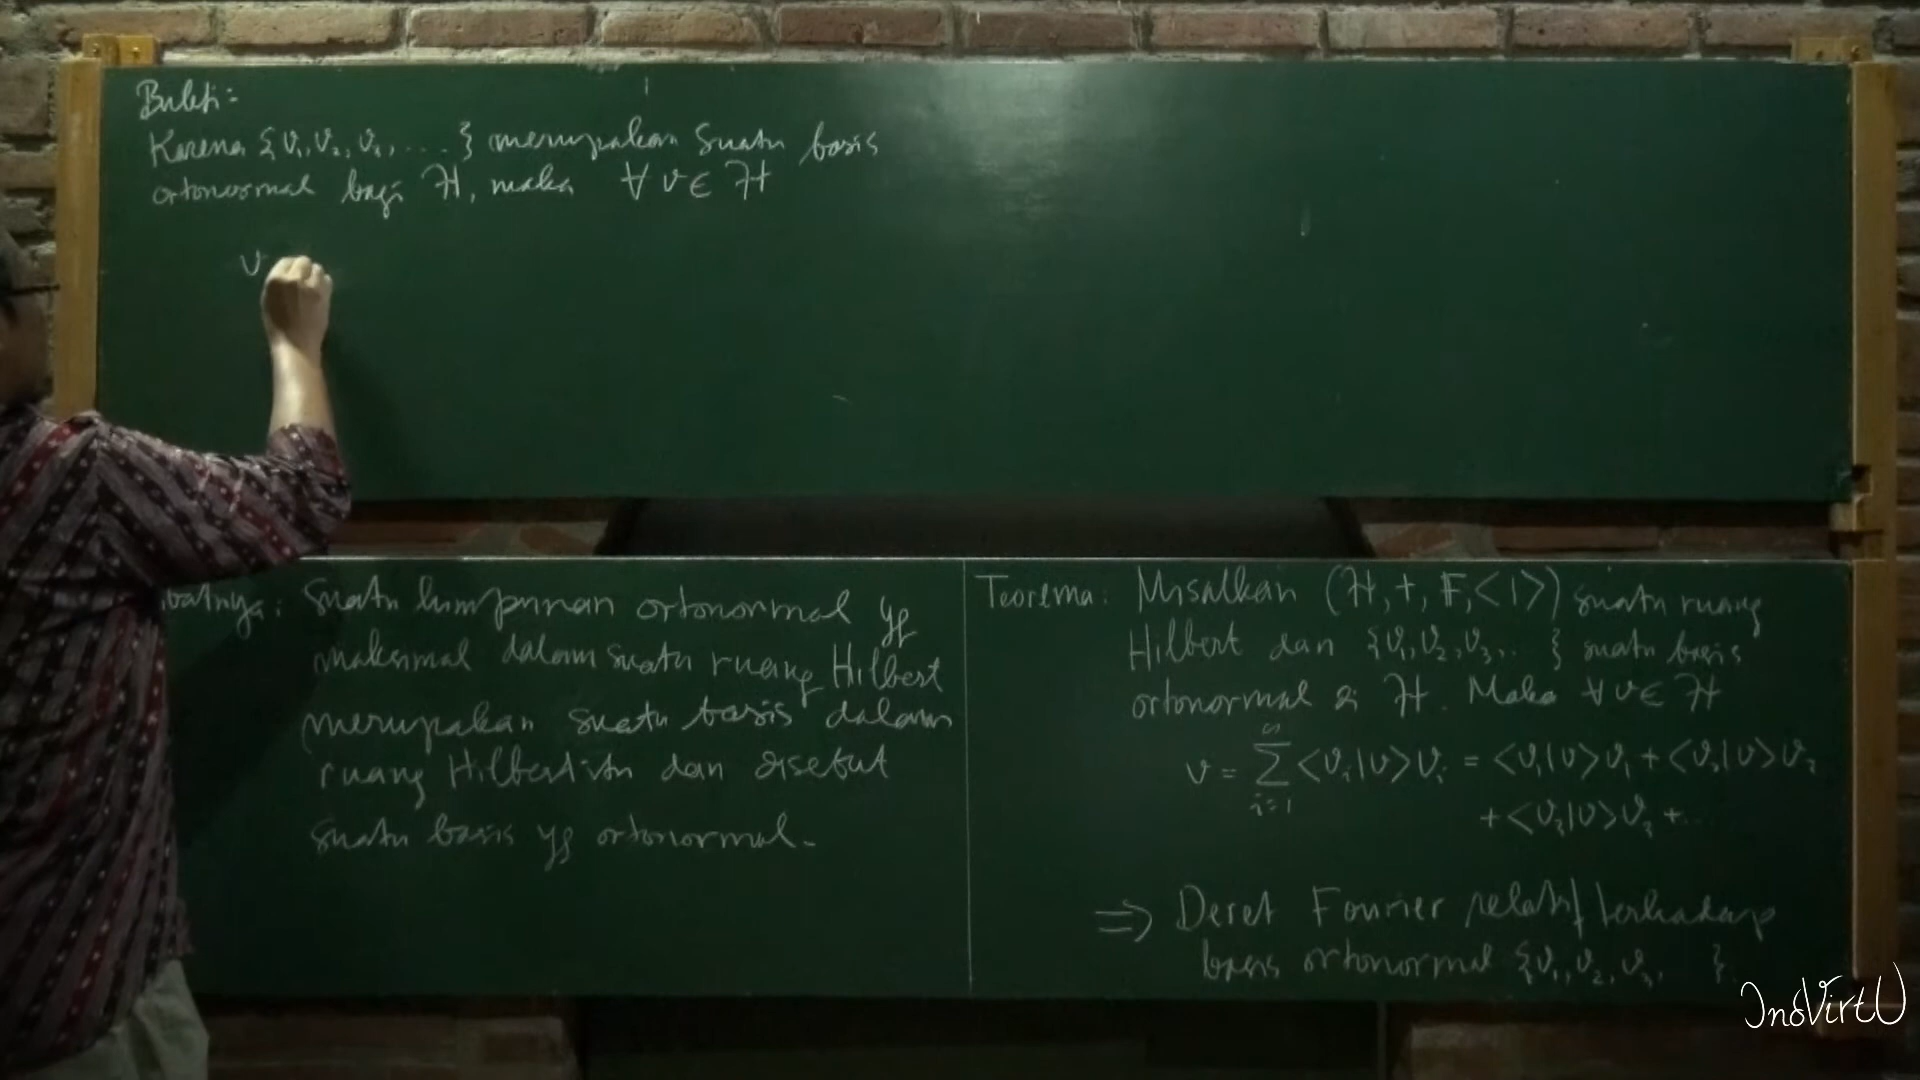 Bukti:
Karena {v₁, v₂, v₃, ....} merupakan suatu basis
ortonormal bagi H, maka ∀ v ∈ H
v
batnya: suatu himpunan ortonormal yg
maksimal dalam suatu ruang Hilbert
merupakan suatu basis dalam
ruang Hilbert itu dan disebut
suatu basis yg ortonormal.
Teorema: Misalkan (H, +, F, <|>) suatu ruang
Hilbert dan {v₁, v₂, v₃, .. } suatu basis
ortonormal di H. Maka ∀ v ∈ H
v = ∑_{i=1}^{∞} <vᵢ|v>vᵢ = <v₁|v>v₁ + <v₂|v>v₂
+ <v₃|v>v₃ + ..
⇒ Deret Fourier relatif terhadap
basis ortonormal {v₁, v₂, v₃, }.
InoVirtU